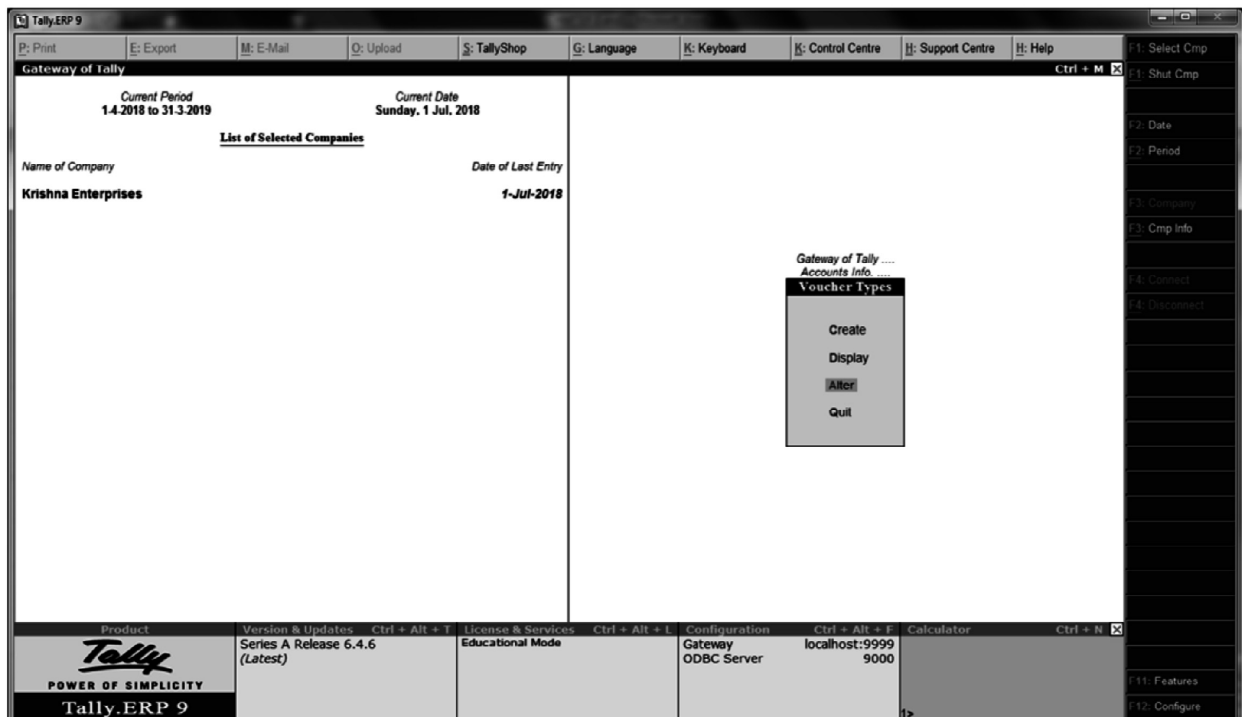 Tally.ERP 9
P: Print E: Export M: E-Mail O: Upload S: TallyShop G: Language K: Keyboard K: Control Centre H: Support Centre H: Help
Gateway of Tally Ctrl + M
Current Period Current Date
1-4-2018 to 31-3-2019 Sunday, 1 Jul, 2018
List of Selected Companies
Name of Company Date of Last Entry
Krishna Enterprises 1-Jul-2018
Gateway of Tally ....
Accounts Info. ....
Voucher Types
Create
Display
Alter
Quit
F1: Select Cmp
F1: Shut Cmp
F2: Date
F2: Period
F3: Company
F3: Cmp Info
F4: Connect
F4: Disconnect
F11: Features
F12: Configure
Product
Tally
POWER OF SIMPLICITY
Tally.ERP 9
Version & Updates Ctrl + Alt + T
Series A Release 6.4.6
(Latest)
License & Services Ctrl + Alt + L
Educational Mode
Configuration Ctrl + Alt + F
Gateway localhost:9999
ODBC Server 9000
Calculator Ctrl + N
1>